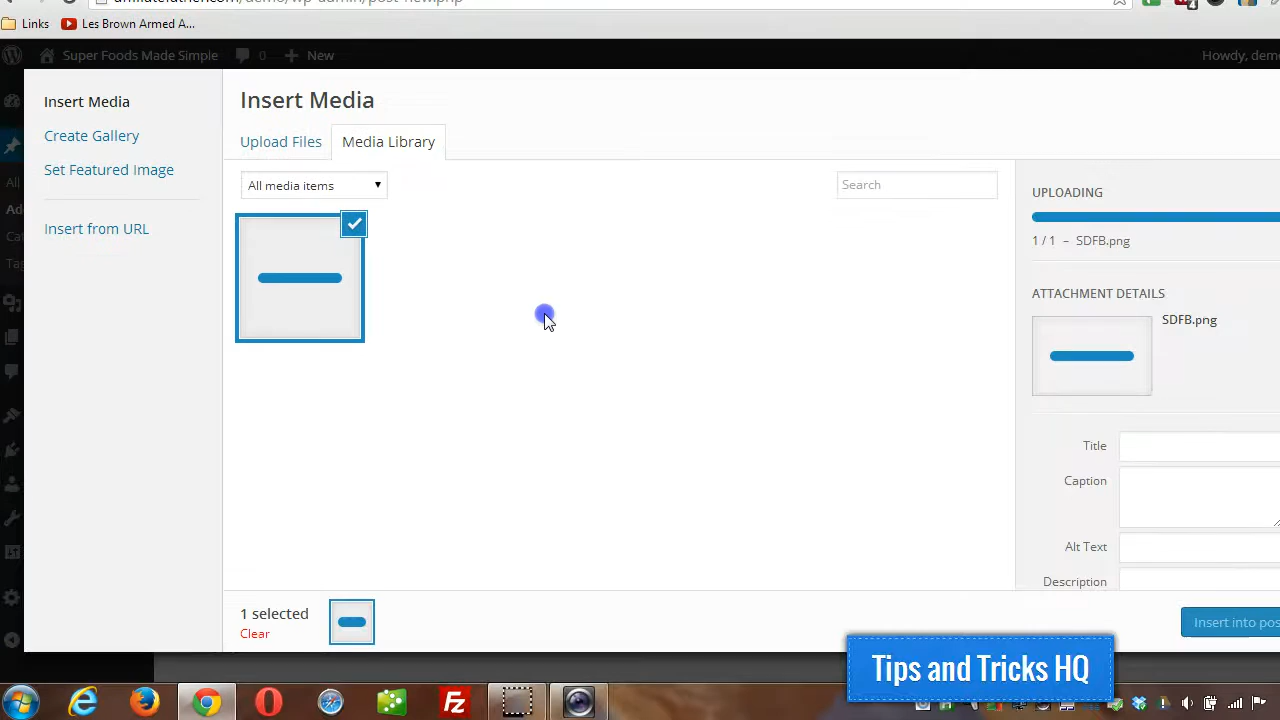 Links
Les Brown Armed A...
Super Foods Made Simple
0
New
Howdy, demo
Insert Media
Create Gallery
Set Featured Image
Insert from URL
Insert Media
Upload Files
Media Library
All media items
Search
UPLOADING
1 / 1 – SDFB.png
ATTACHMENT DETAILS
SDFB.png
Title
Caption
Alt Text
Description
1 selected
Clear
Insert into pos
Tips and Tricks HQ